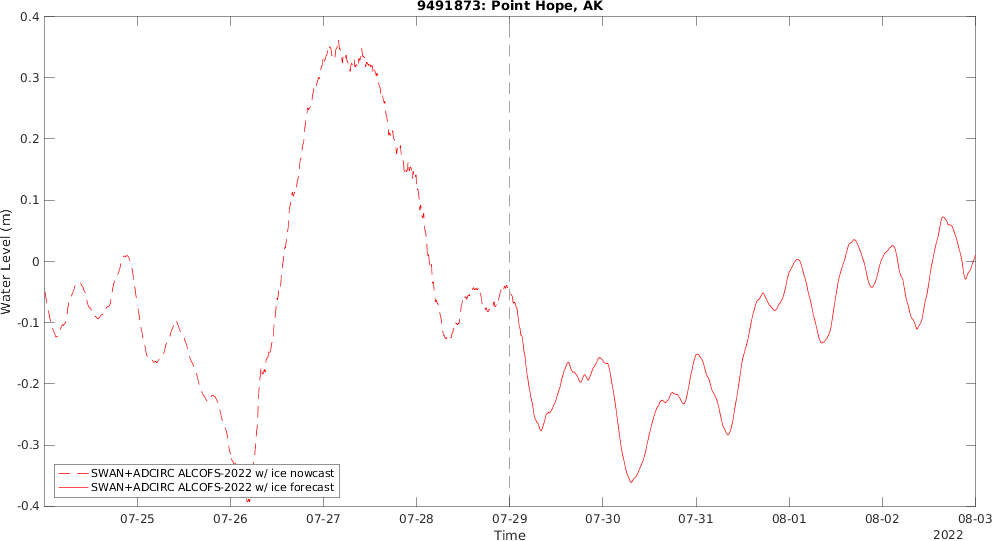 9491873: Point Hope, AK
0.4
0.3
0.2
0.1
0
-0.1
-0.2
-0.3
-0.4
Water Level (m)
SWAN+ADCIRC ALCOFS-2022 w/ ice nowcast
SWAN+ADCIRC ALCOFS-2022 w/ ice forecast
07-25 07-26 07-27 07-28 07-29 07-30 07-31 08-01 08-02 08-03
Time
2022